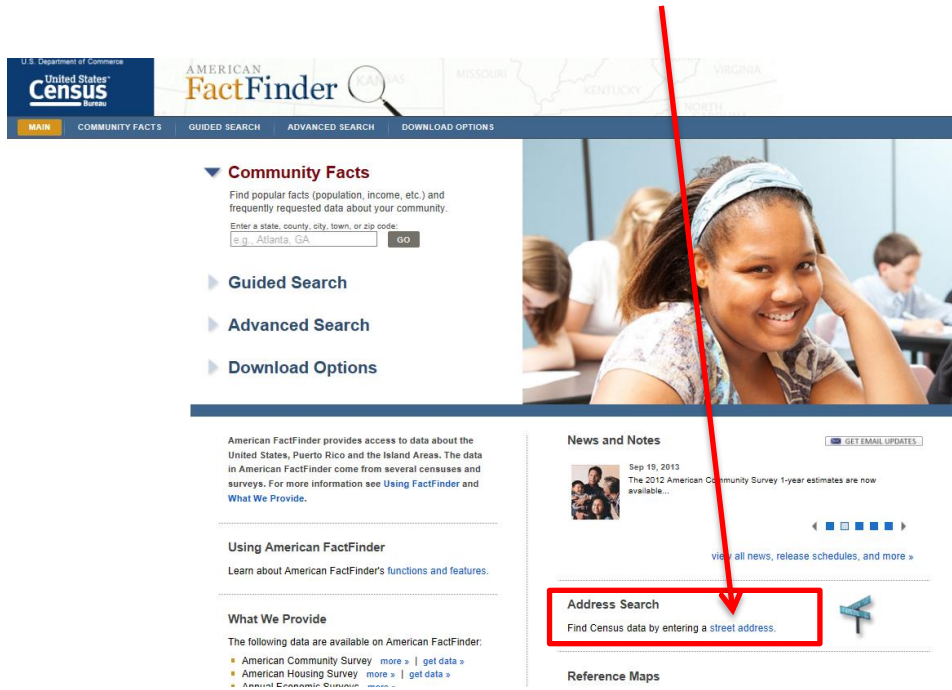 U.S. Department of Commerce
United States™
Census
Bureau
AMERICAN
FactFinder
KANSAS
MISSOURI
KENTUCKY
VIRGINIA
NORTH
MAIN COMMUNITY FACTS GUIDED SEARCH ADVANCED SEARCH DOWNLOAD OPTIONS
Community Facts
Find popular facts (population, income, etc.) and
frequently requested data about your community.
Enter a state, county, city, town, or zip code:
e.g., Atlanta, GA GO
Guided Search
Advanced Search
Download Options
American FactFinder provides access to data about the
United States, Puerto Rico and the Island Areas. The data
in American FactFinder come from several censuses and
surveys. For more information see Using FactFinder and
What We Provide.
Using American FactFinder
Learn about American FactFinder's functions and features.
What We Provide
The following data are available on American FactFinder:
American Community Survey more » | get data »
American Housing Survey more » | get data »
Annual Economic Surveys more »
News and Notes
GET EMAIL UPDATES
Sep 19, 2013
The 2012 American Community Survey 1-year estimates are now
available...
view all news, release schedules, and more »
Address Search
Find Census data by entering a street address.
Reference Maps